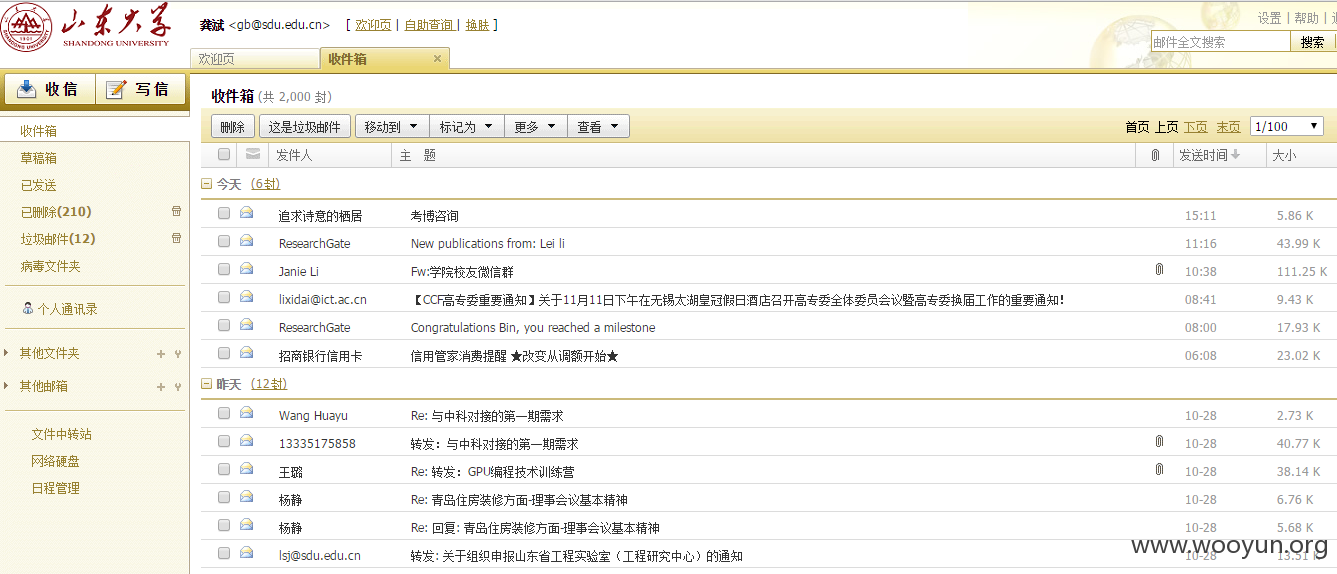 山东大学
SHANDONG UNIVERSITY
龚斌 <gb@sdu.edu.cn> [ 欢迎页 | 自助查询 | 换肤 ]
设置 | 帮助 |
邮件全文搜索 搜索
欢迎页 收件箱 ×
收信 写信
收件箱 (共 2,000 封)
删除 这是垃圾邮件 移动到 标记为 更多 查看
首页 上页 下页 末页 1/100
发件人 主 题 发送时间 大小
收件箱
草稿箱
已发送
已删除(210)
垃圾邮件(12)
病毒文件夹
个人通讯录
其他文件夹
其他邮箱
文件中转站
网络硬盘
日程管理
今天 (6封)
追求诗意的栖居 考博咨询 15:11 5.86 K
ResearchGate New publications from: Lei li 11:16 43.99 K
Janie Li Fw:学院校友微信群 10:38 111.25 K
lixidai@ict.ac.cn 【CCF高专委重要通知】关于11月11日下午在无锡太湖皇冠假日酒店召开高专委全体委员会议暨高专委换届工作的重要通知！ 08:41 9.43 K
ResearchGate Congratulations Bin, you reached a milestone 08:00 17.93 K
招商银行信用卡 信用管家消费提醒 ★改变从调额开始★ 06:08 23.02 K
昨天 (12封)
Wang Huayu Re: 与中科对接的第一期需求 10-28 2.73 K
13335175858 转发：与中科对接的第一期需求 10-28 40.77 K
王璐 Re: 转发：GPU编程技术训练营 10-28 38.14 K
杨静 Re: 青岛住房装修方面-理事会议基本精神 10-28 6.76 K
杨静 Re: 回复: 青岛住房装修方面-理事会议基本精神 10-28 5.68 K
lsj@sdu.edu.cn 转发: 关于组织申报山东省工程实验室（工程研究中心）的通知 10-28 13.51 K
www.wooyun.org